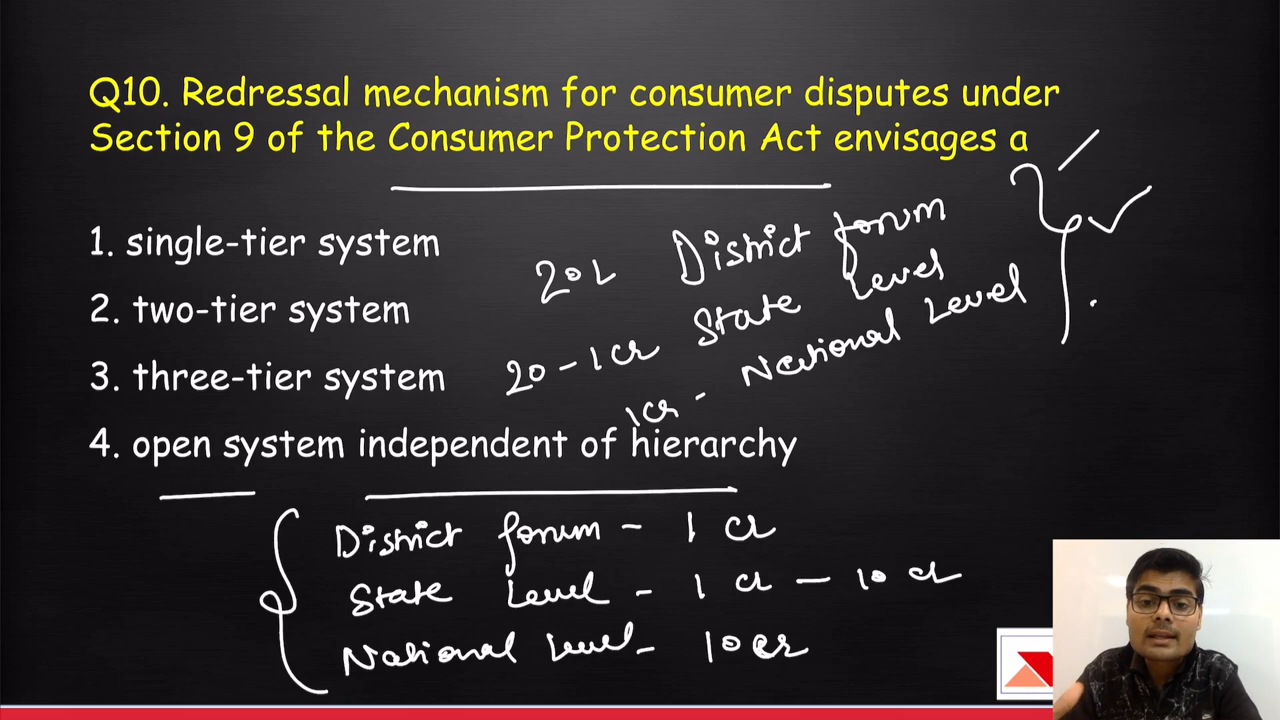 Q10. Redressal mechanism for consumer disputes under
Section 9 of the Consumer Protection Act envisages a
1. single-tier system
2. two-tier system
3. three-tier system
4. open system independent of hierarchy
20L District forum
20 - 1 cr State Level
1cr - National Level
District forum - 1 cr
State Level - 1 cr - 10 cr
National Level - 10 cr